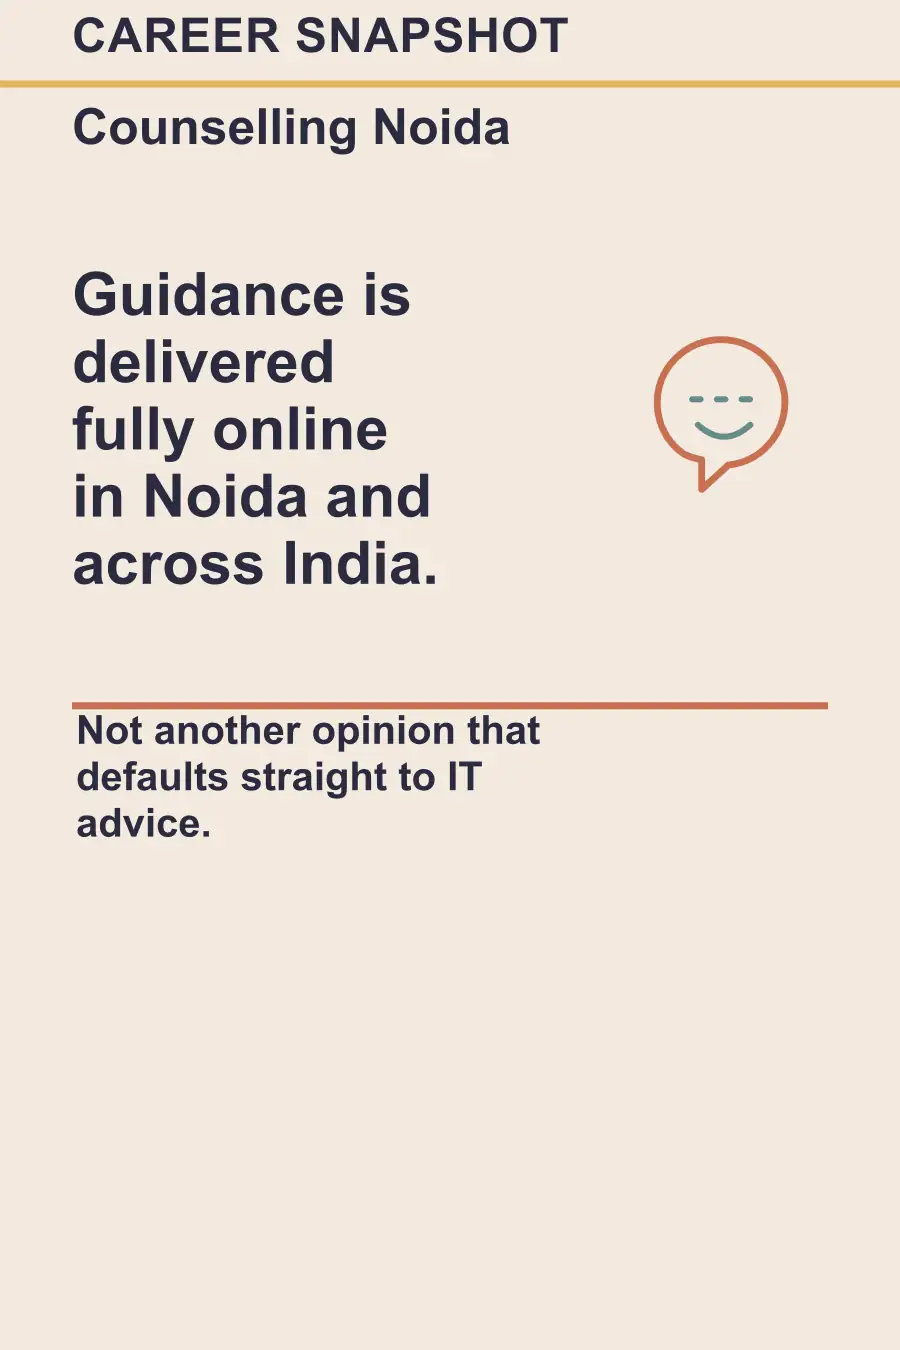 CAREER SNAPSHOT
Counselling Noida
Guidance is
delivered
fully online
in Noida and
across India.
Not another opinion that
defaults straight to IT
advice.